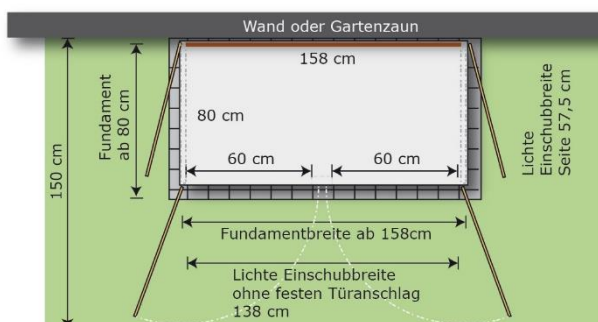 Wand oder Gartenzaun
158 cm
Fundament
ab 80 cm
80 cm
150 cm
60 cm
60 cm
Lichte
Einschubbreite
Seite 57,5 cm
Fundamentbreite ab 158cm
Lichte Einschubbreite
ohne festen Türanschlag
138 cm